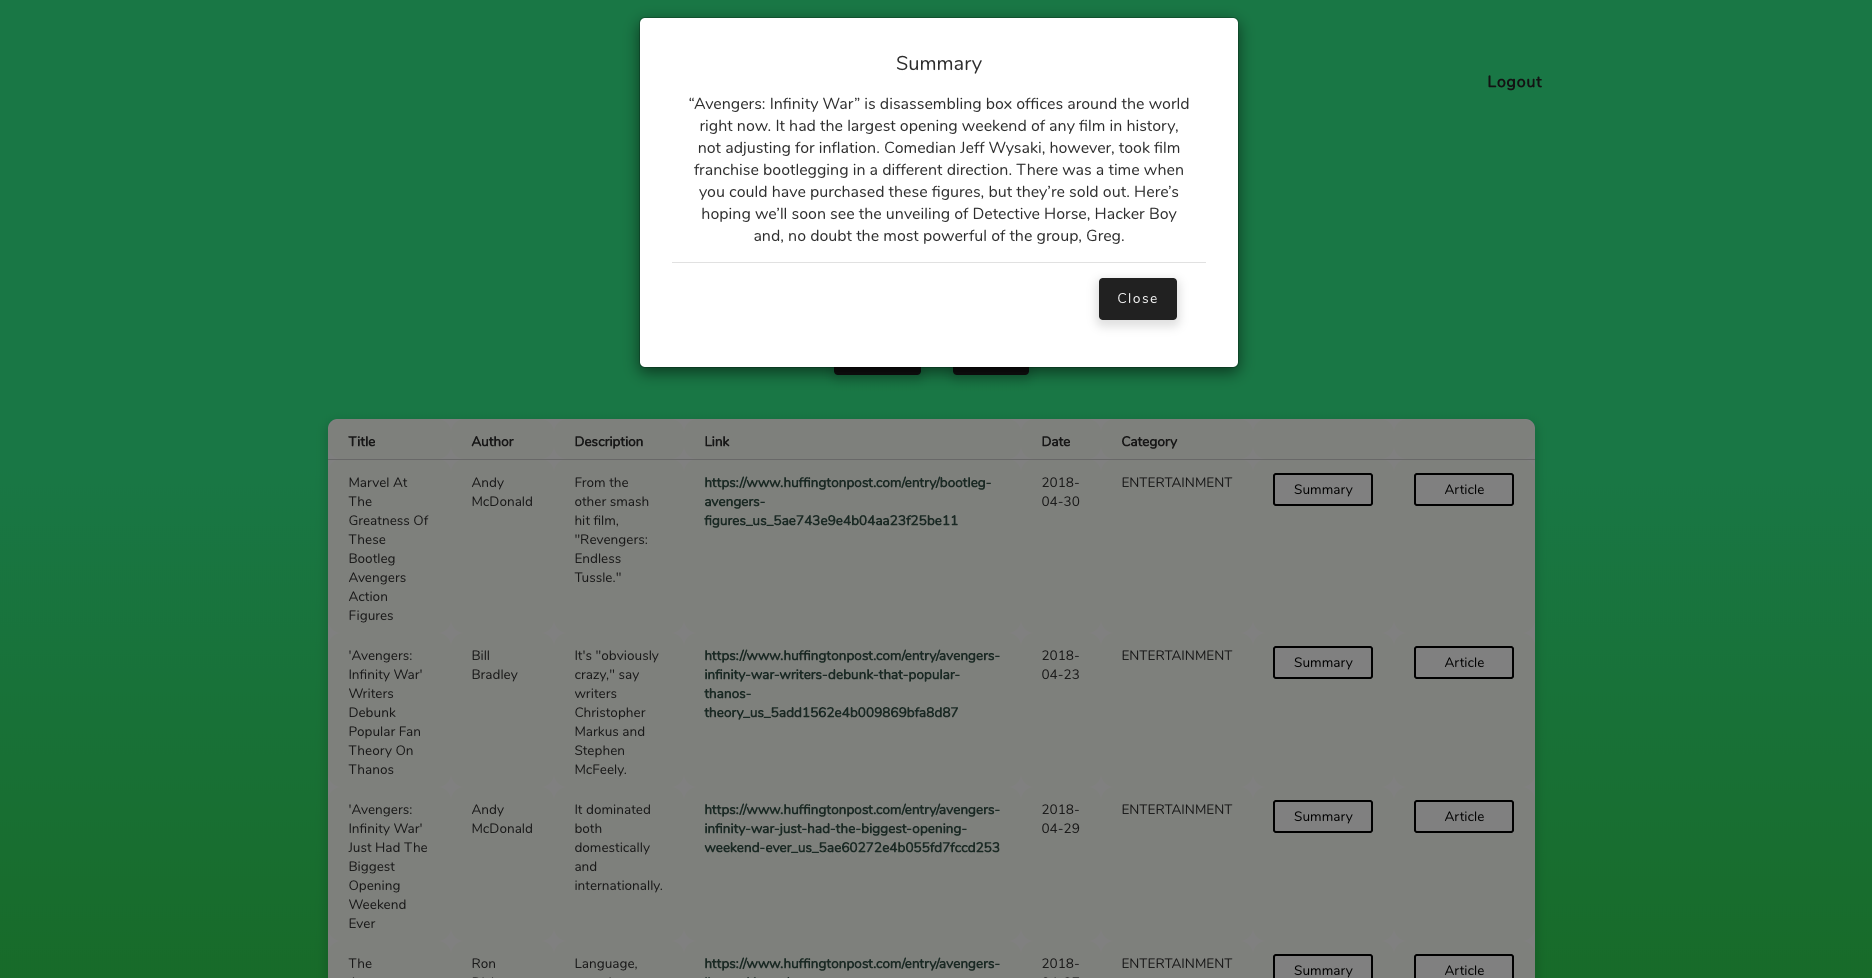 Summary
“Avengers: Infinity War” is disassembling box offices around the world
right now. It had the largest opening weekend of any film in history,
not adjusting for inflation. Comedian Jeff Wysaki, however, took film
franchise bootlegging in a different direction. There was a time when
you could have purchased these figures, but they’re sold out. Here’s
hoping we’ll soon see the unveiling of Detective Horse, Hacker Boy
and, no doubt the most powerful of the group, Greg.
Close
Logout
Title Author Description Link Date Category
Marvel At
The
Greatness Of
These
Bootleg
Avengers
Action
Figures
Andy
McDonald
From the
other smash
hit film,
"Revengers:
Endless
Tussle."
https://www.huffingtonpost.com/entry/bootleg-
avengers-
figures_us_5ae743e9e4b04aa23f25be11
2018-
04-30
ENTERTAINMENT
Summary
Article
'Avengers:
Infinity War'
Writers
Debunk
Popular Fan
Theory On
Thanos
Bill
Bradley
It's "obviously
crazy," say
writers
Christopher
Markus and
Stephen
McFeely.
https://www.huffingtonpost.com/entry/avengers-
infinity-war-writers-debunk-that-popular-
thanos-
theory_us_5add1562e4b009869bfa8d87
2018-
04-23
ENTERTAINMENT
Summary
Article
'Avengers:
Infinity War'
Just Had The
Biggest
Opening
Weekend
Ever
Andy
McDonald
It dominated
both
domestically
and
internationally.
https://www.huffingtonpost.com/entry/avengers-
infinity-war-just-had-the-biggest-opening-
weekend-ever_us_5ae60272e4b055fd7fccd253
2018-
04-29
ENTERTAINMENT
Summary
Article
The
Ron
Language,
https://www.huffingtonpost.com/entry/avengers-
2018-
ENTERTAINMENT
Summary
Article